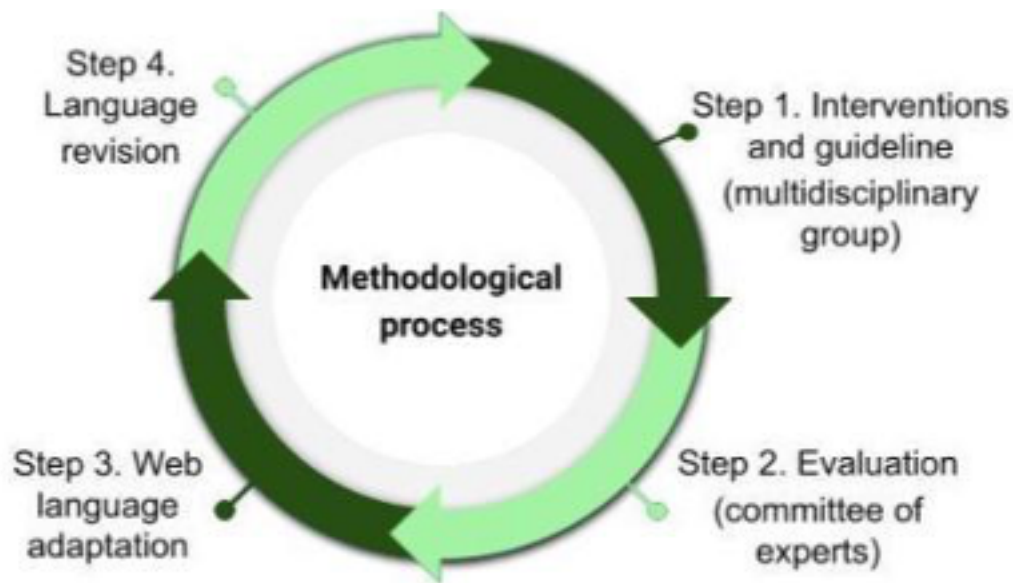 Step 4.
Language
revision
Step 1. Interventions
and guideline
(multidisciplinary
group)
Methodological
process
Step 3. Web
language
adaptation
Step 2. Evaluation
(committee of
experts)